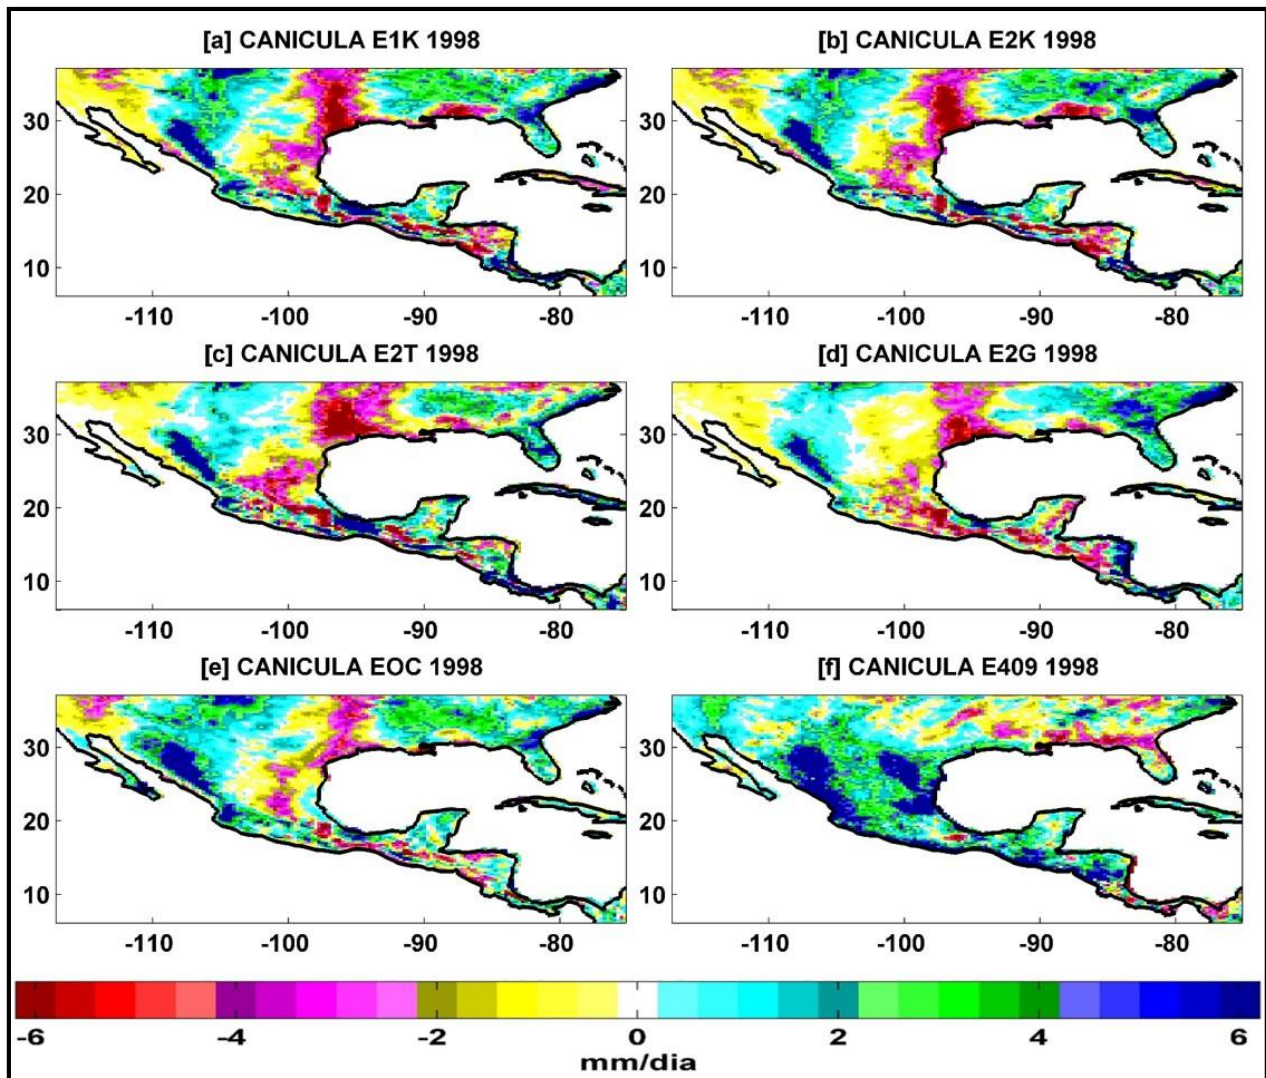 [a] CANICULA E1K 1998
[b] CANICULA E2K 1998
30
20
10
-110 -100 -90 -80
30
20
10
-110 -100 -90 -80
[c] CANICULA E2T 1998
[d] CANICULA E2G 1998
30
20
10
-110 -100 -90 -80
30
20
10
-110 -100 -90 -80
[e] CANICULA EOC 1998
[f] CANICULA E409 1998
30
20
10
-110 -100 -90 -80
30
20
10
-110 -100 -90 -80
-6 -4 -2 0 2 4 6
mm/dia